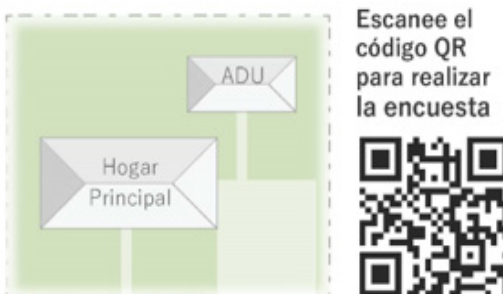 ADU
Hogar
Principal
Escanee el
código QR
para realizar
la encuesta